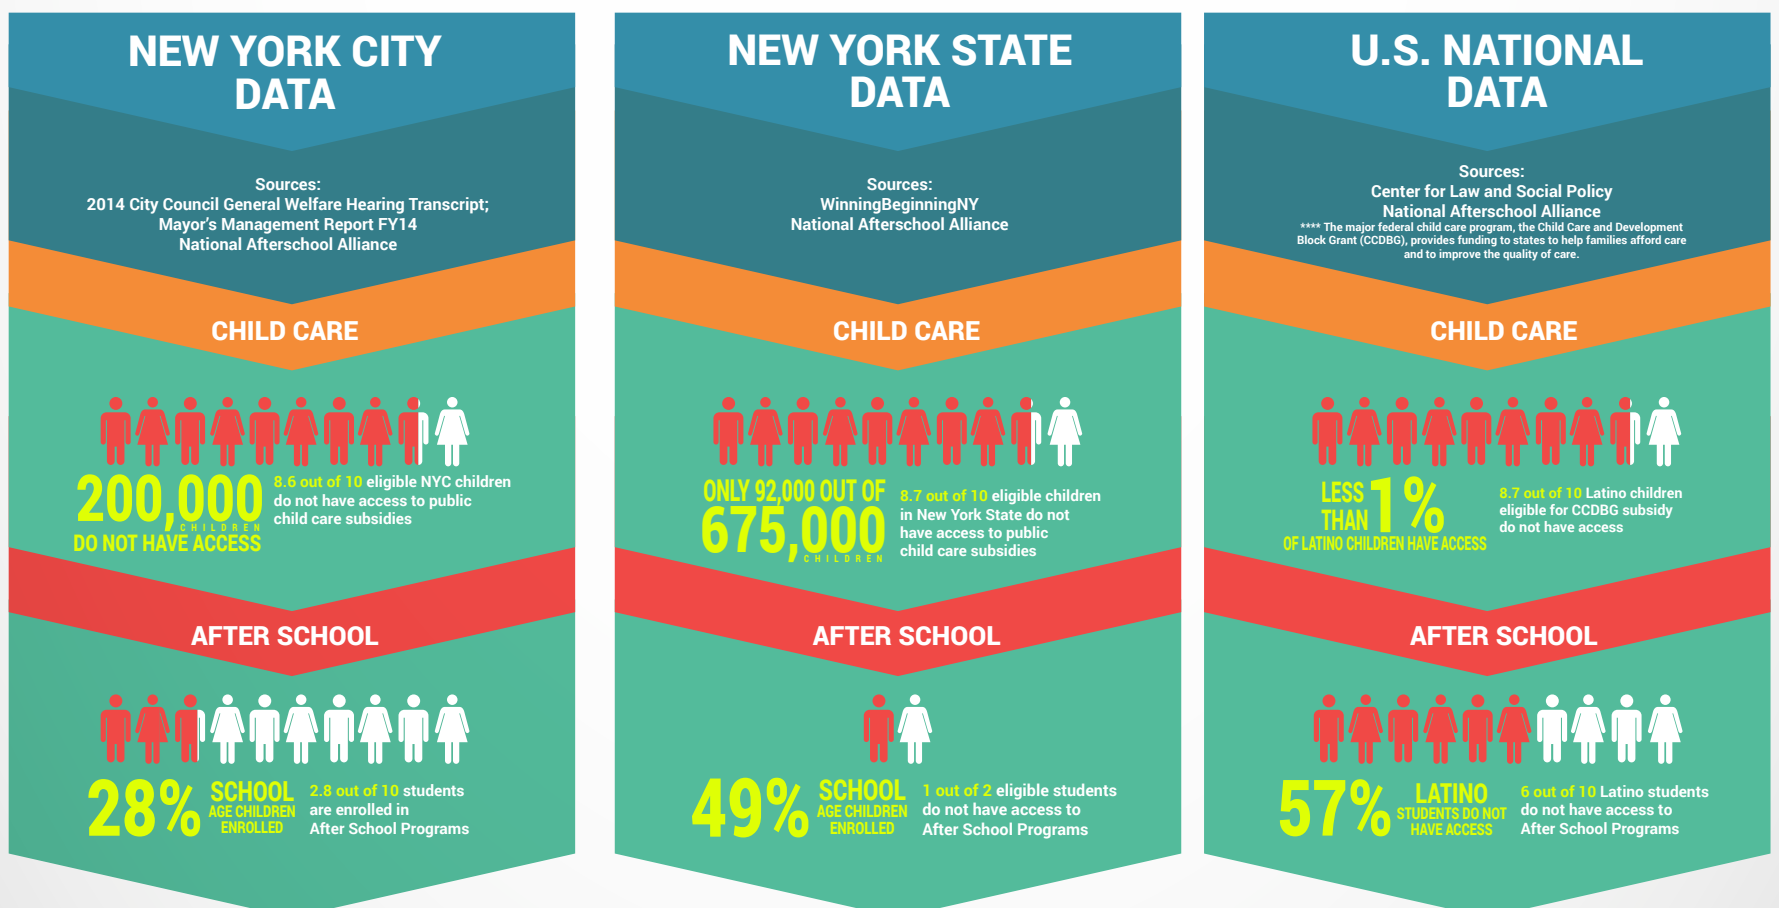 NEW YORK CITY
DATA
Sources:
2014 City Council General Welfare Hearing Transcript;
Mayor's Management Report FY14
National Afterschool Alliance
CHILD CARE
200,000
CHILDREN
DO NOT HAVE ACCESS
8.6 out of 10 eligible NYC children
do not have access to public
child care subsidies
AFTER SCHOOL
28%
SCHOOL
AGE CHILDREN
ENROLLED
2.8 out of 10 students
are enrolled in
After School Programs
NEW YORK STATE
DATA
Sources:
WinningBeginningNY
National Afterschool Alliance
CHILD CARE
ONLY 92,000 OUT OF
675,000
CHILDREN
8.7 out of 10 eligible children
in New York State do not
have access to public
child care subsidies
AFTER SCHOOL
49%
SCHOOL
AGE CHILDREN
ENROLLED
1 out of 2 eligible students
do not have access to
After School Programs
U.S. NATIONAL
DATA
Sources:
Center for Law and Social Policy
National Afterschool Alliance
**** The major federal child care program, the Child Care and Development
Block Grant (CCDBG), provides funding to states to help families afford care
and to improve the quality of care.
CHILD CARE
LESS
THAN
1%
OF LATINO CHILDREN HAVE ACCESS
8.7 out of 10 Latino children
eligible for CCDBG subsidy
do not have access
AFTER SCHOOL
57%
LATINO
STUDENTS DO NOT
HAVE ACCESS
6 out of 10 Latino students
do not have access to
After School Programs